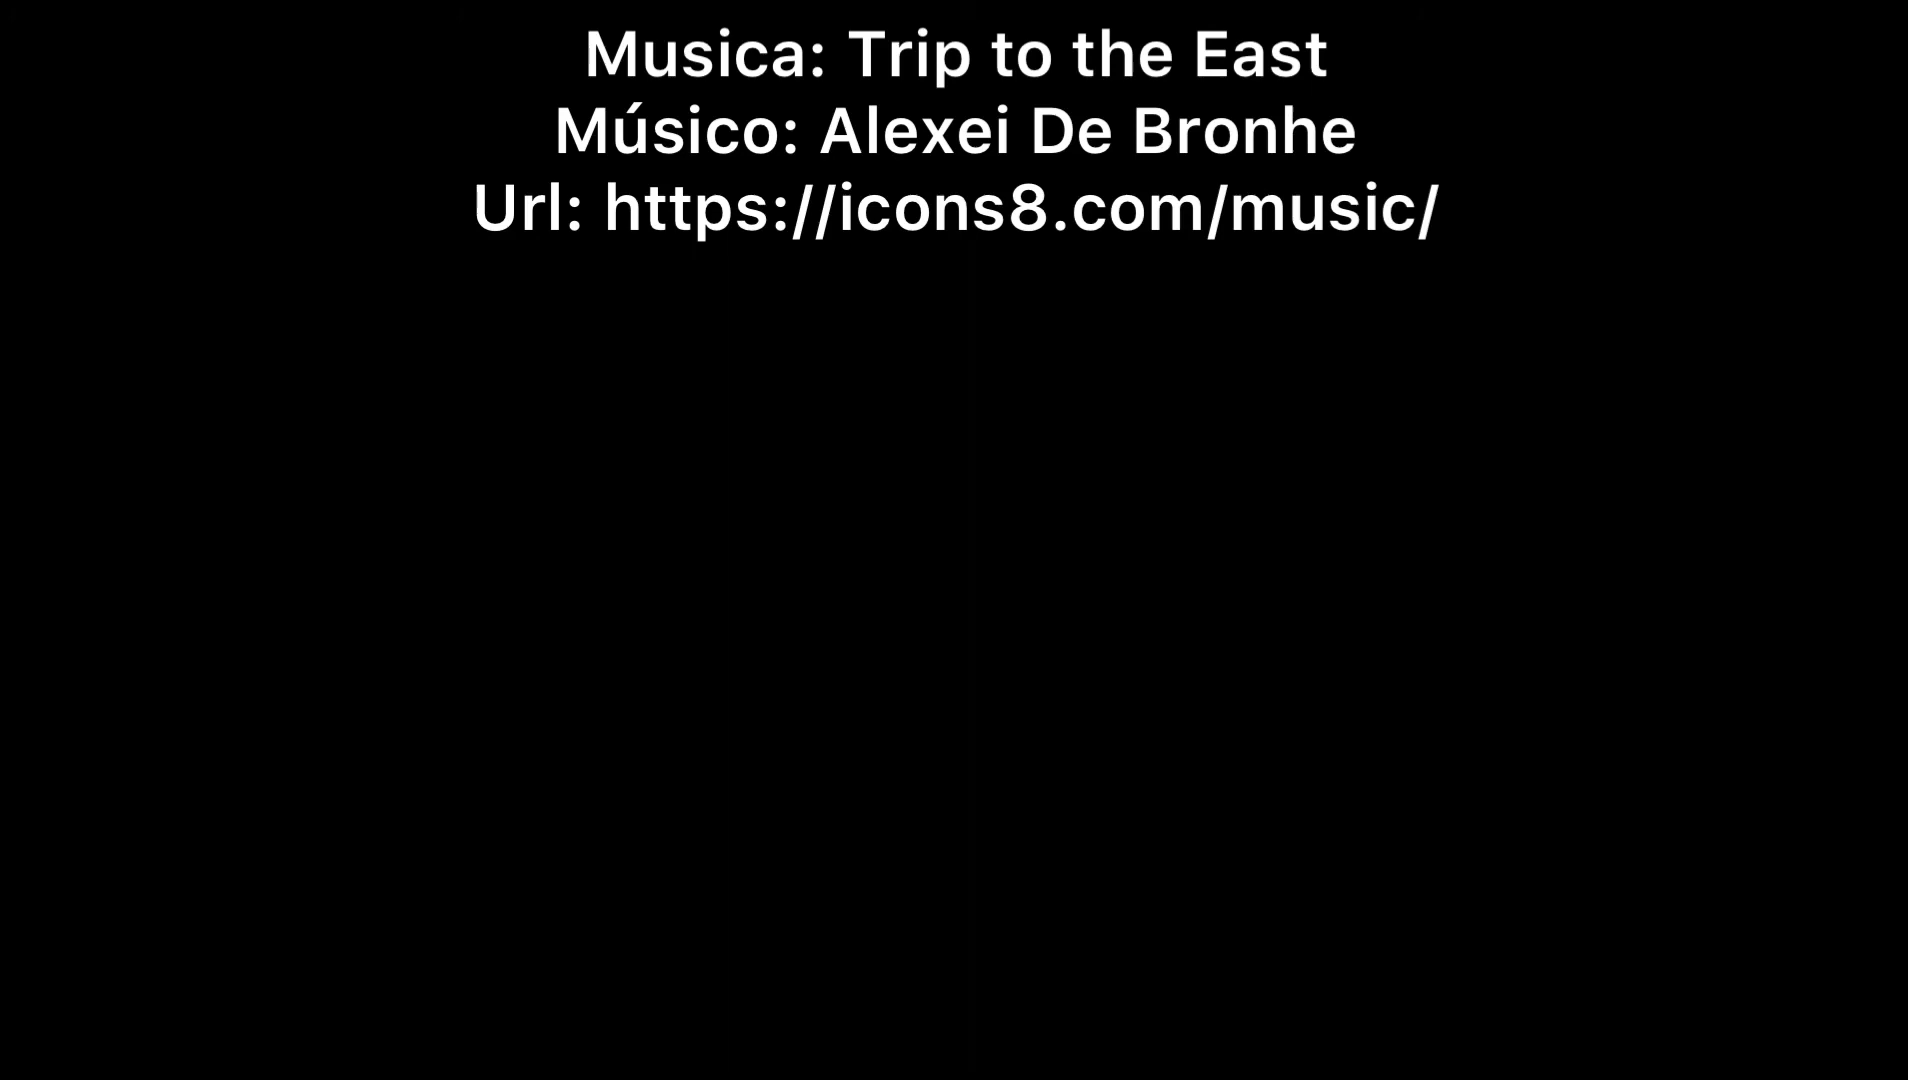 Musica: Trip to the East
Músico: Alexei De Bronhe
Url: https://icons8.com/music/